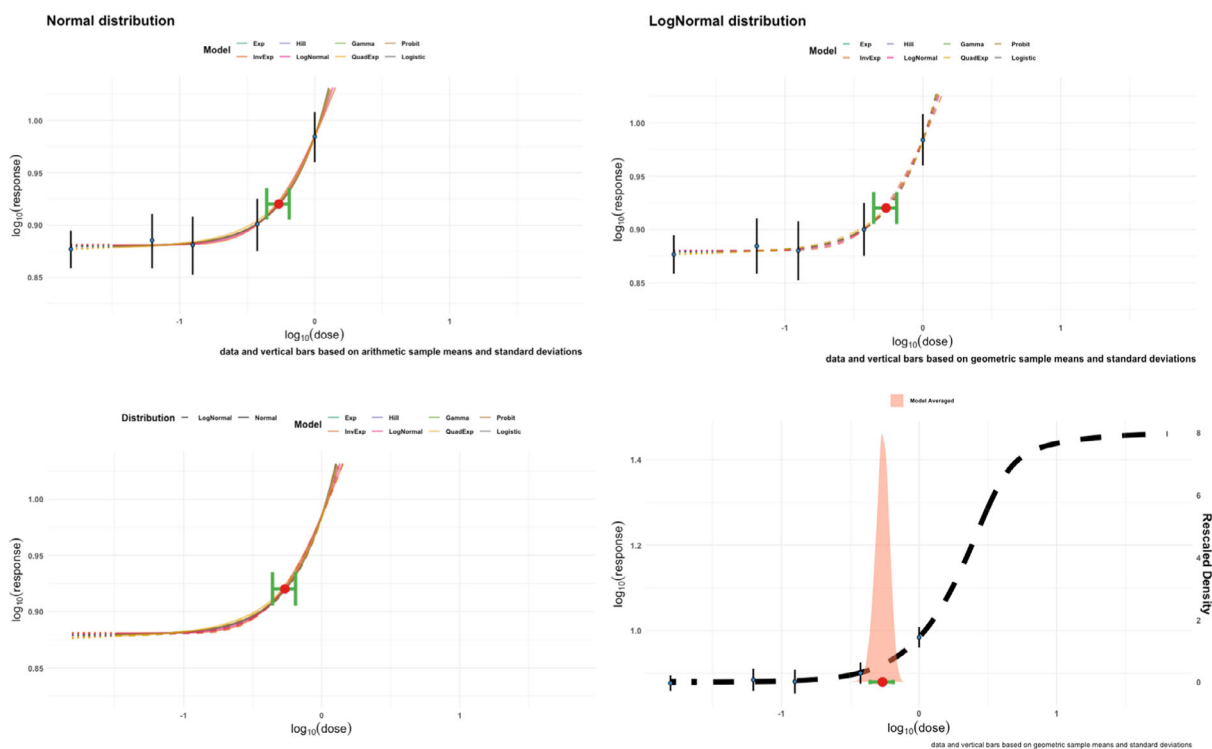 Normal distribution
Model Exp Hill Gamma Probit
InvExp LogNormal QuadExp Logistic
log10(response)
1.00
0.95
0.90
0.85
-1 0 1
log10(dose)
data and vertical bars based on arithmetic sample means and standard deviations
LogNormal distribution
Model Exp Hill Gamma Probit
InvExp LogNormal QuadExp Logistic
log10(response)
1.00
0.95
0.90
0.85
-1 0 1
log10(dose)
data and vertical bars based on geometric sample means and standard deviations
Distribution LogNormal Normal
Model Exp Hill Gamma Probit
InvExp LogNormal QuadExp Logistic
log10(response)
1.00
0.95
0.90
0.85
-1 0 1
log10(dose)
Model Averaged
log10(response)
1.4
1.2
1.0
8
6
4
2
0
Rescaled Density
-1 0 1
log10(dose)
data and vertical bars based on geometric sample means and standard deviations